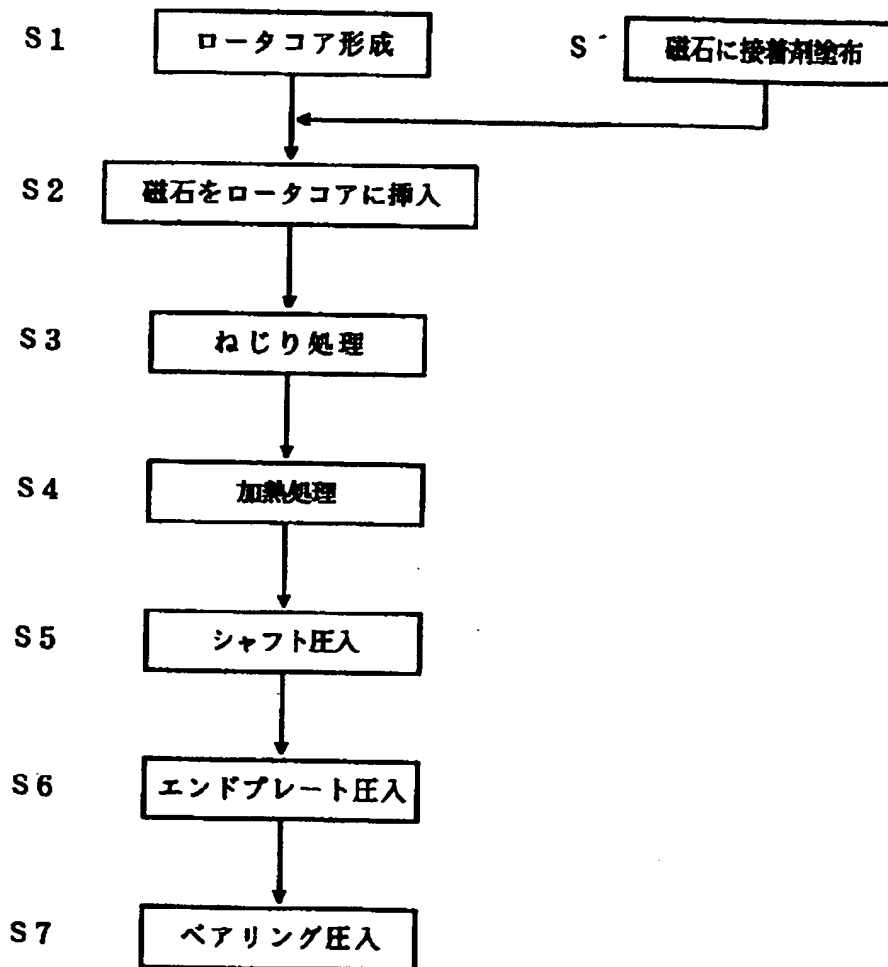 S1 ロータコア形成
S 磁石に接着剤塗布
S2 磁石をロータコアに挿入
S3 ねじり処理
S4 加熱処理
S5 シャフト圧入
S6 エンドプレート圧入
S7 ベアリング圧入